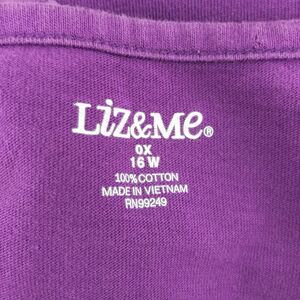 Liz&Me®
0X
16 W
100% COTTON
MADE IN VIETNAM
RN99249